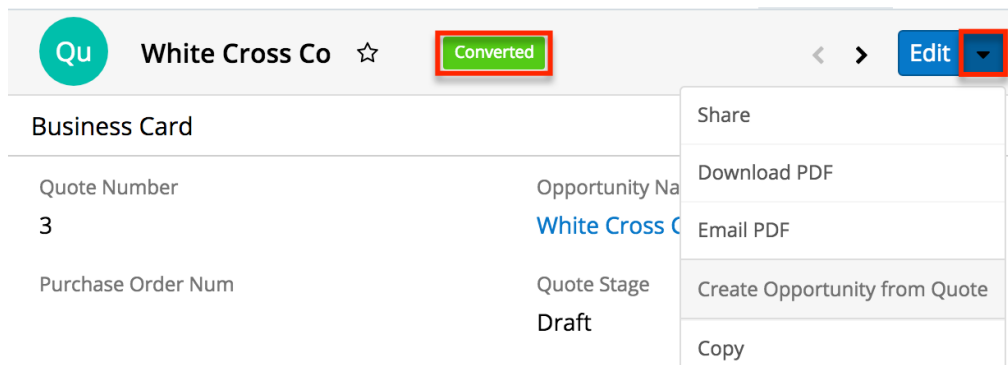 Qu White Cross Co Converted Edit
Business Card
Share
Download PDF
Email PDF
Create Opportunity from Quote
Copy
Quote Number
3
Opportunity Na
White Cross C
Purchase Order Num
Quote Stage
Draft